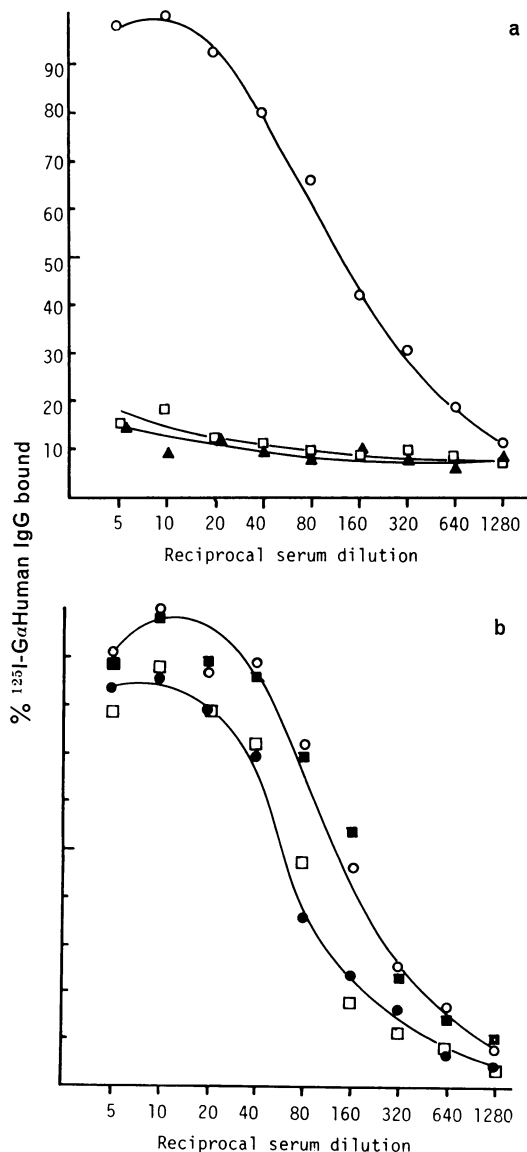 a
90
80
70
60
50
40
30
20
10
5 10 20 40 80 160 320 640 1280
Reciprocal serum dilution
% ¹²⁵I-GαHuman IgG bound
b
5 10 20 40 80 160 320 640 1280
Reciprocal serum dilution